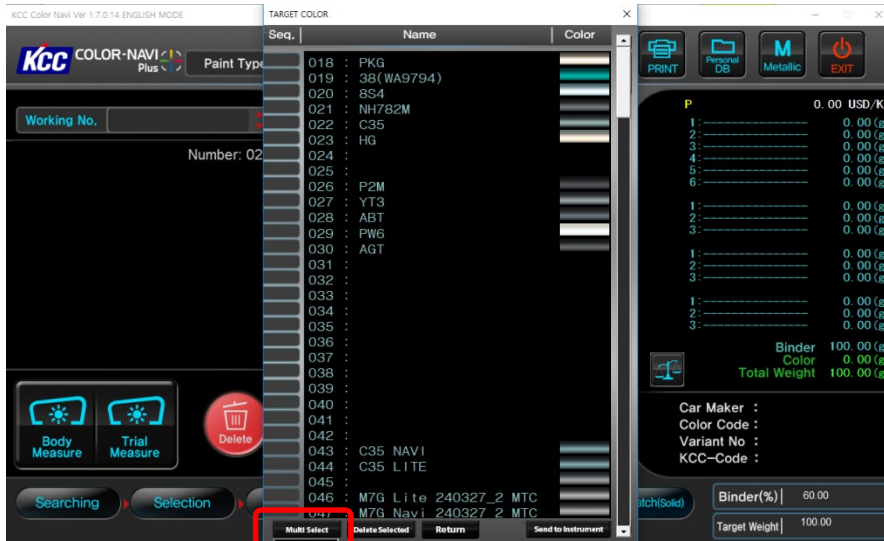 KCC Color Navi Ver 1.7.0.14 ENGLISH MODE
KCC COLOR-NAVI
Plus
Paint Type
Working No.
Number: 02
Body
Measure
Trial
Measure
Delete
Searching
Selection
TARGET COLOR
Seq.
Name
Color
018 : PKG
019 : 38(WA9794)
020 : 8S4
021 : NH782M
022 : C35
023 : HG
024 :
025 :
026 : P2M
027 : YT3
028 : ABT
029 : PW6
030 : AGT
031 :
032 :
033 :
034 :
035 :
036 :
037 :
038 :
039 :
040 :
041 :
042 :
043 : C35 NAVI
044 : C35 LITE
045 :
046 : M7G Lite 240327_2 MTC
047 : M7G Navi 240327_2 MTC
Multi Select
Delete Selected
Return
Send to Instrument
PRINT
Personal
DB
M
Metallic
EXIT
P 0.00 USD/K
1: 0.00(g
2: 0.00(g
3: 0.00(g
4: 0.00(g
5: 0.00(g
6: 0.00(g
1: 0.00(g
2: 0.00(g
3: 0.00(g
1: 0.00(g
2: 0.00(g
3: 0.00(g
1: 0.00(g
2: 0.00(g
3: 0.00(g
Binder 100.00(g
Color 0.00(g
Total Weight 100.00(g
Car Maker :
Color Code :
Variant No :
KCC-Code :
atch(Solid)
Binder(%) 60.00
Target Weight 100.00